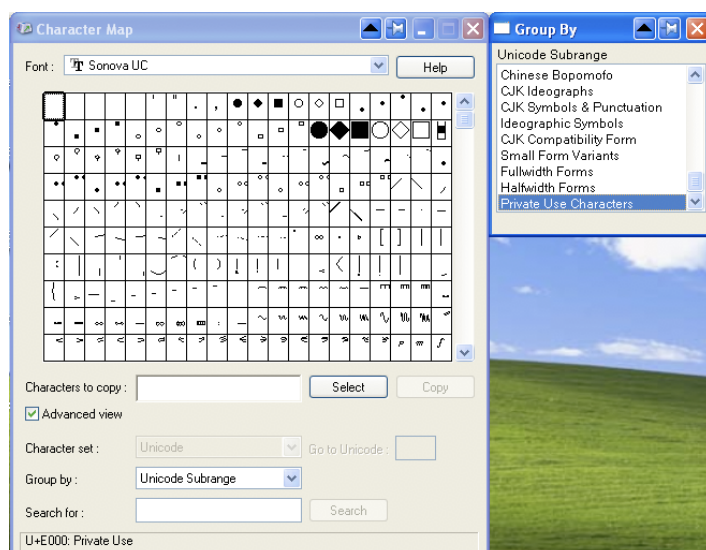 Character Map
Font : Sonova UC
Help
Characters to copy :
Select
Copy
Advanced view
Character set :
Unicode
Go to Unicode :
Group by :
Unicode Subrange
Search for :
Search
U+E000: Private Use
Group By
Unicode Subrange
Chinese Bopomofo
CJK Ideographs
CJK Symbols & Punctuation
Ideographic Symbols
CJK Compatibility Form
Small Form Variants
Fullwidth Forms
Halfwidth Forms
Private Use Characters